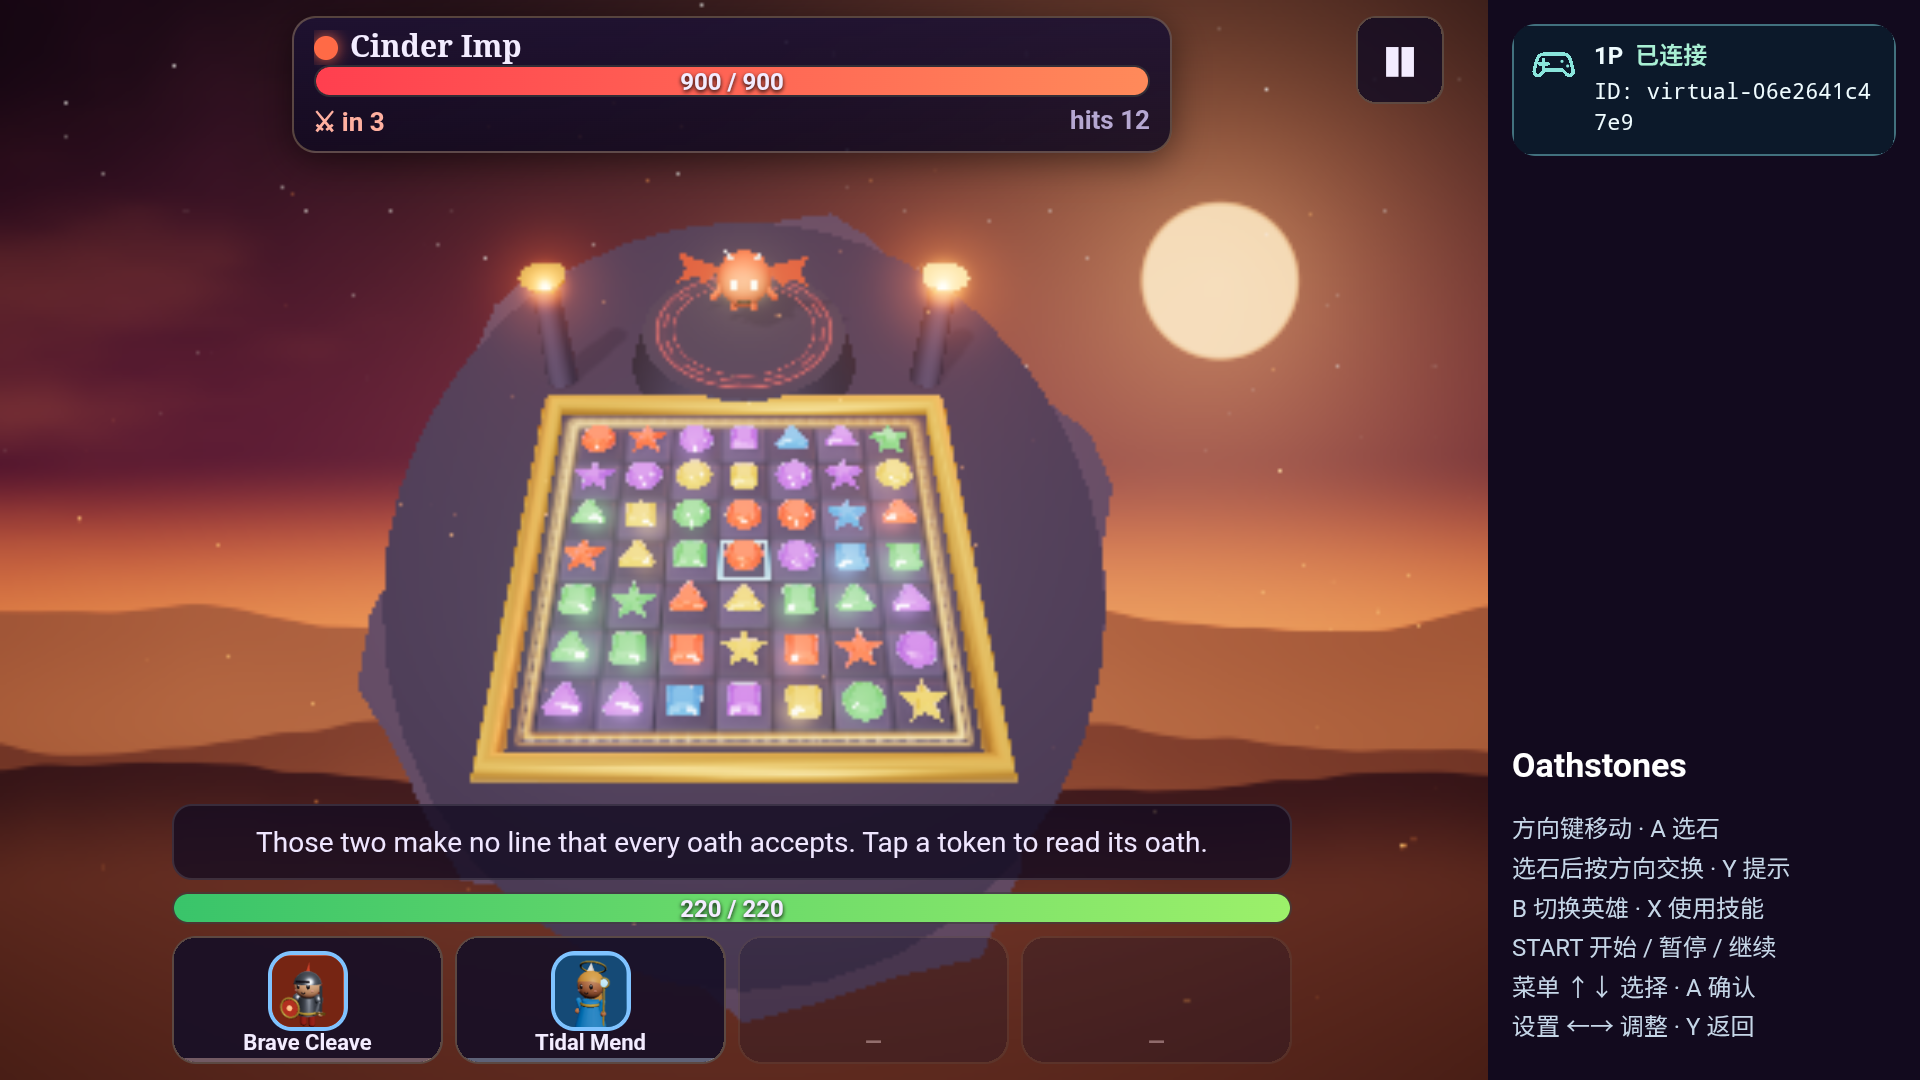 Cinder Imp
900 / 900
in 3
hits 12
Those two make no line that every oath accepts. Tap a token to read its oath.
220 / 220
Brave Cleave
Tidal Mend
–
–
1P 已连接
ID: virtual-06e2641c4
7e9
Oathstones
方向键移动 · A 选石
选石后按方向交换 · Y 提示
B 切换英雄 · X 使用技能
START 开始 / 暂停 / 继续
菜单 ↑↓ 选择 · A 确认
设置 ←→ 调整 · Y 返回